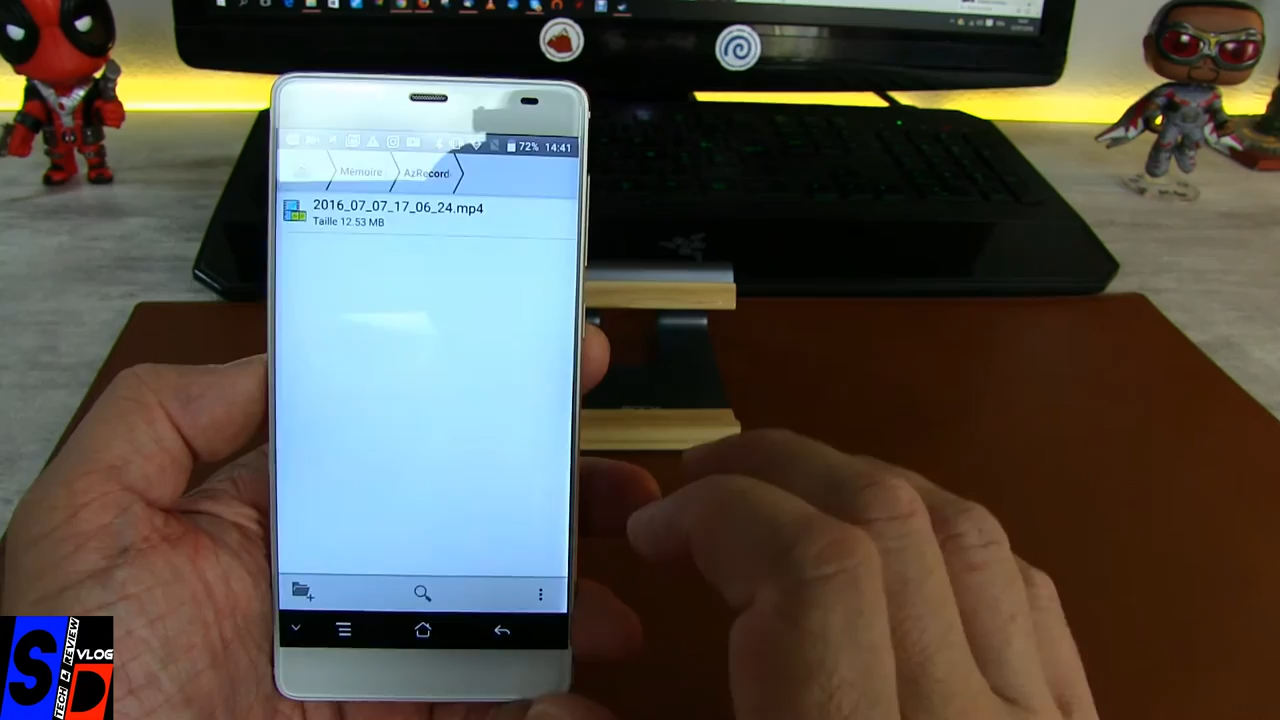 72% 14:41
Mémoire
AzRecord
2016_07_07_17_06_24.mp4
Taille 12.53 MB
S
D
TECH & REVIEW
VLOG